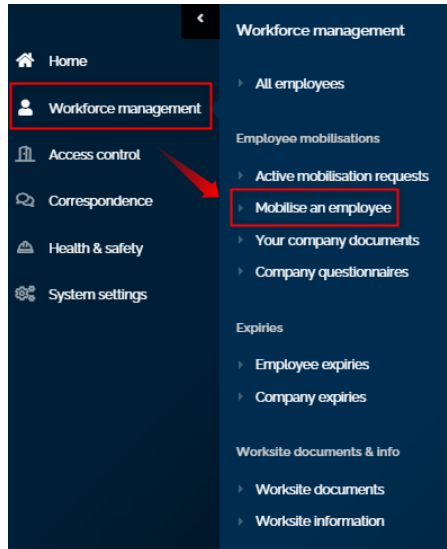 Home
Workforce management
Access control
Correspondence
Health & safety
System settings
Workforce management
All employees
Employee mobilisations
Active mobilisation requests
Mobilise an employee
Your company documents
Company questionnaires
Expiries
Employee expiries
Company expiries
Worksite documents & info
Worksite documents
Worksite information